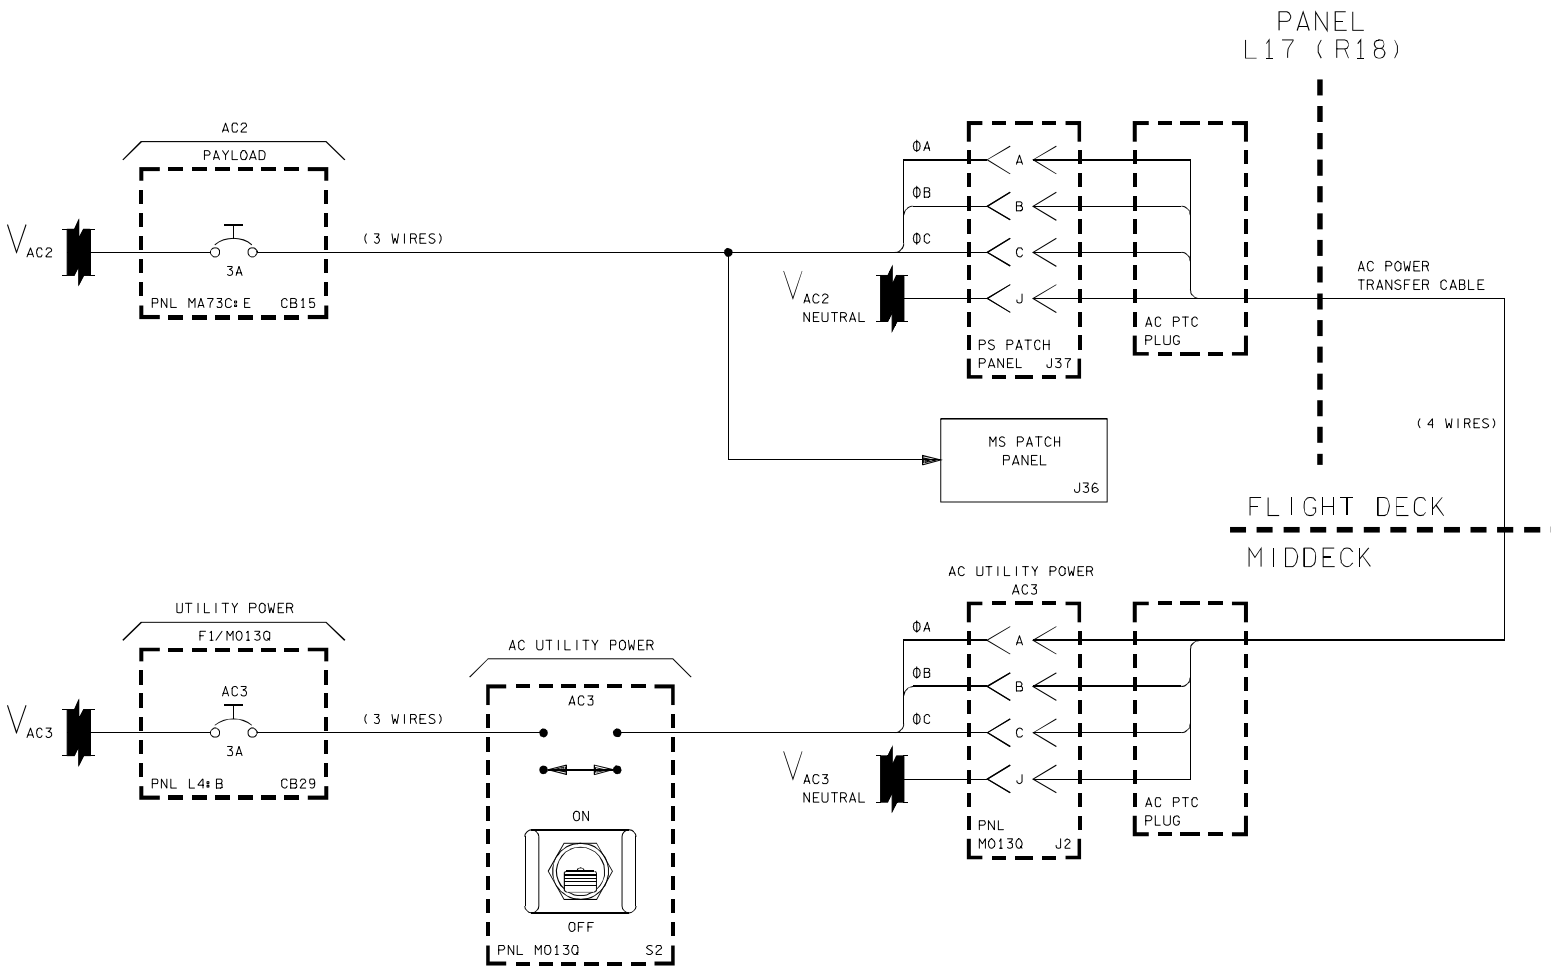 PANEL
L17 (R18)
AC2
PAYLOAD
V AC2
3A
PNL MA73C:E CB15
(3 WIRES)
ΦA
ΦB
ΦC
V AC2
NEUTRAL
A
B
C
J
PS PATCH
PANEL J37
AC PTC
PLUG
AC POWER
TRANSFER CABLE
(4 WIRES)
MS PATCH
PANEL
J36
FLIGHT DECK
MIDDECK
UTILITY POWER
F1/MO13Q
V AC3
AC3
3A
PNL L4:B CB29
(3 WIRES)
AC UTILITY POWER
AC3
ON
OFF
PNL MO13Q S2
AC UTILITY POWER
AC3
ΦA
ΦB
ΦC
V AC3
NEUTRAL
A
B
C
J
PNL
MO13Q J2
AC PTC
PLUG